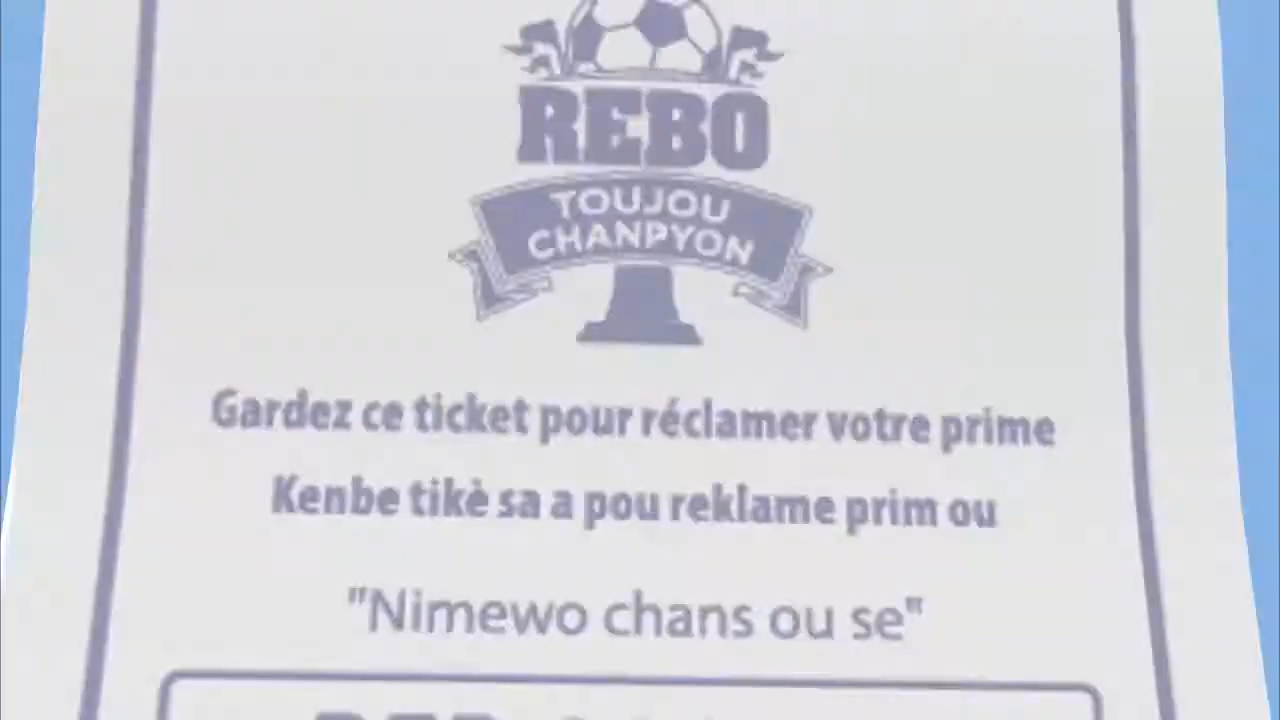 REBO
TOUJOU
CHANPYON
Gardez ce ticket pour réclamer votre prime
Kenbe tikè sa a pou reklame prim ou
"Nimewo chans ou se"